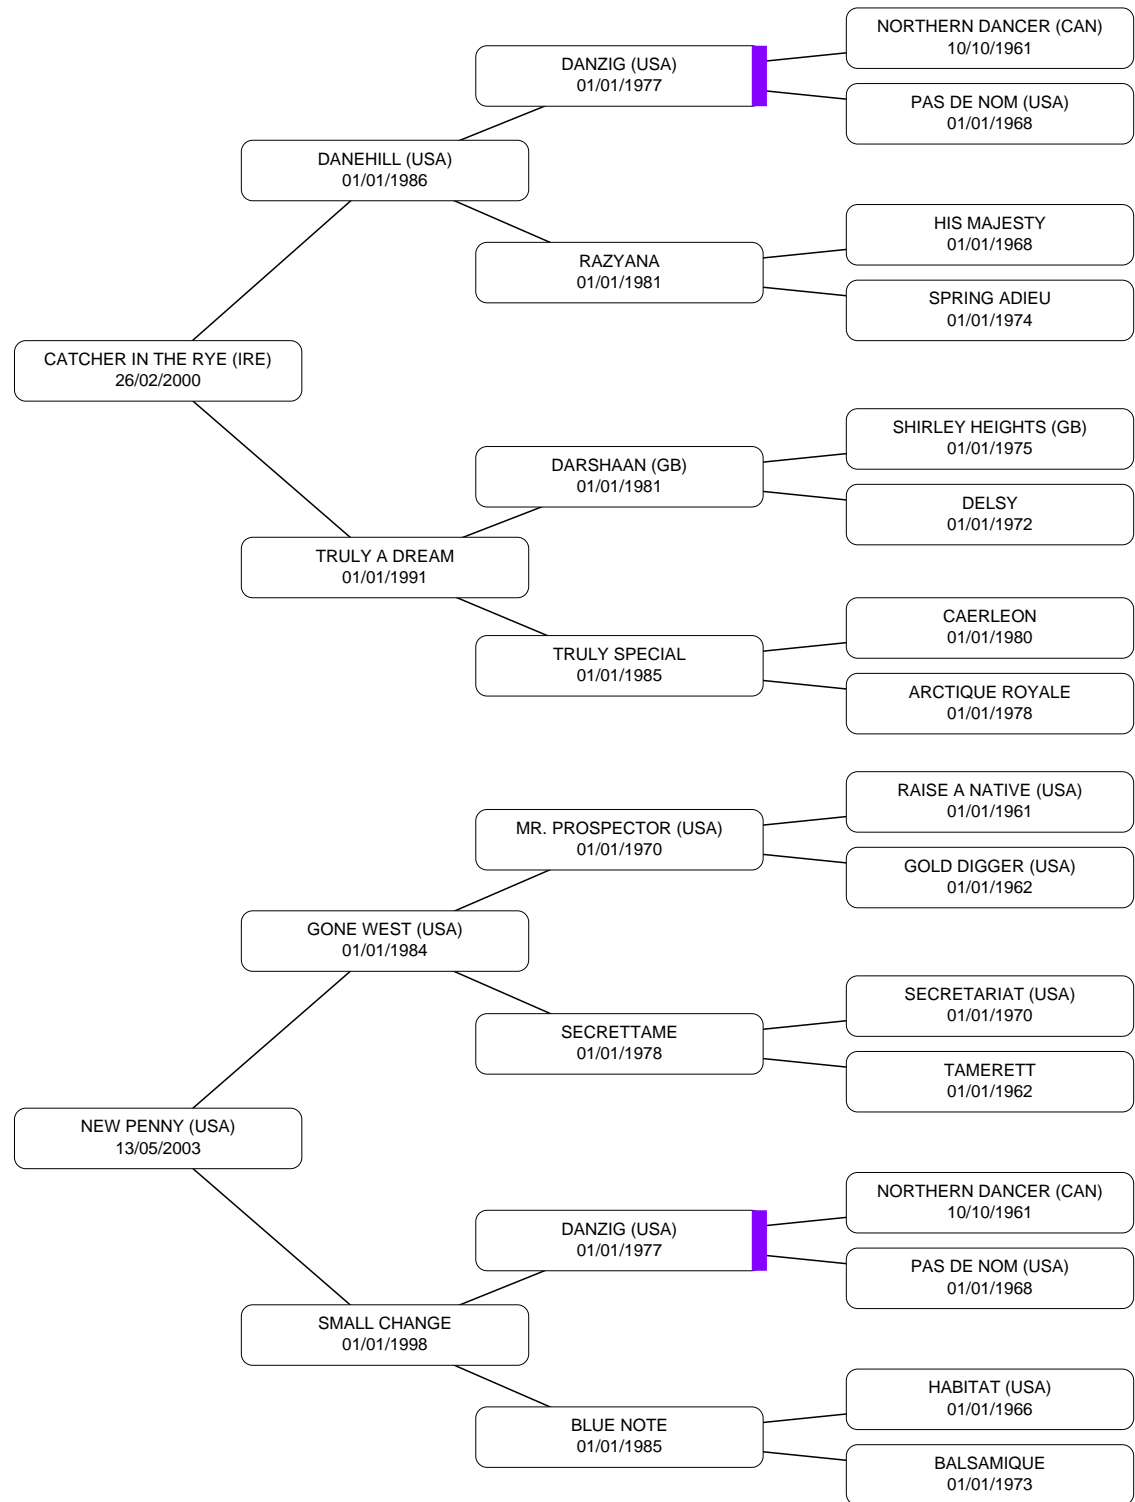 NORTHERN DANCER (CAN)
10/10/1961
DANZIG (USA)
01/01/1977
PAS DE NOM (USA)
01/01/1968
DANEHILL (USA)
01/01/1986
HIS MAJESTY
01/01/1968
RAZYANA
01/01/1981
SPRING ADIEU
01/01/1974
CATCHER IN THE RYE (IRE)
26/02/2000
SHIRLEY HEIGHTS (GB)
01/01/1975
DARSHAAN (GB)
01/01/1981
DELSY
01/01/1972
TRULY A DREAM
01/01/1991
CAERLEON
01/01/1980
TRULY SPECIAL
01/01/1985
ARCTIQUE ROYALE
01/01/1978
RAISE A NATIVE (USA)
01/01/1961
MR. PROSPECTOR (USA)
01/01/1970
GOLD DIGGER (USA)
01/01/1962
GONE WEST (USA)
01/01/1984
SECRETARIAT (USA)
01/01/1970
SECRETTAME
01/01/1978
TAMERETT
01/01/1962
NEW PENNY (USA)
13/05/2003
NORTHERN DANCER (CAN)
10/10/1961
DANZIG (USA)
01/01/1977
PAS DE NOM (USA)
01/01/1968
SMALL CHANGE
01/01/1998
HABITAT (USA)
01/01/1966
BLUE NOTE
01/01/1985
BALSAMIQUE
01/01/1973